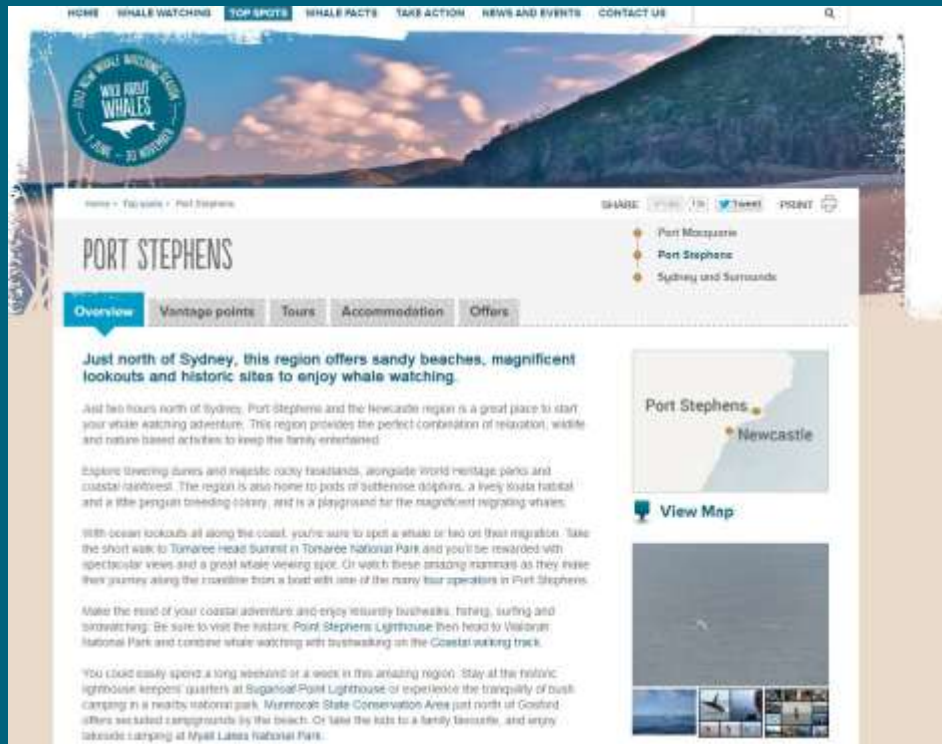 HOME WHALE WATCHING TOP SPOTS WHALE FACTS TAKE ACTION NEWS AND EVENTS CONTACT US
2013 NSW WHALE WATCHING SEASON
WILD ABOUT
WHALES
1 JUNE – 30 NOVEMBER
Home > Top spots > Port Stephens
SHARE Tweet PRINT
PORT STEPHENS
Port Macquarie
Port Stephens
Sydney and Surrounds
Overview Vantage points Tours Accommodation Offers
Just north of Sydney, this region offers sandy beaches, magnificent
lookouts and historic sites to enjoy whale watching.
Just two hours north of Sydney, Port Stephens and the Newcastle region is a great place to start
your whale watching adventure. This region provides the perfect combination of relaxation, wildlife
and nature based activities to keep the family entertained.
Explore towering dunes and majestic rocky headlands, alongside World Heritage parks and
coastal rainforest. The region is also home to pods of bottlenose dolphins, a lively koala habitat
and a little penguin breeding colony, and is a playground for the magnificent migrating whales.
With ocean lookouts all along the coast, you're sure to spot a whale or two on their migration. Take
the short walk to Tomaree Head Summit in Tomaree National Park and you'll be rewarded with
spectacular views and a great whale viewing spot. Or watch these amazing mammals as they make
their journey along the coastline from a boat with one of the many tour operators in Port Stephens.
Make the most of your coastal adventure and enjoy leisurely bushwalks, fishing, surfing and
birdwatching. Be sure to visit the historic Point Stephens Lighthouse then head to Wallarah
National Park and combine whale watching with bushwalking on the Coastal walking track.
You could easily spend a long weekend or a week in this amazing region. Stay at the historic
lighthouse keepers' quarters at Sugarloaf Point Lighthouse or experience the tranquility of bush
camping in a nearby national park. Munmorah State Conservation Area just north of Gosford
offers secluded campgrounds by the beach. Or take the kids to a family favourite, and enjoy
lakeside camping at Myall Lakes National Park.
Port Stephens
Newcastle
View Map